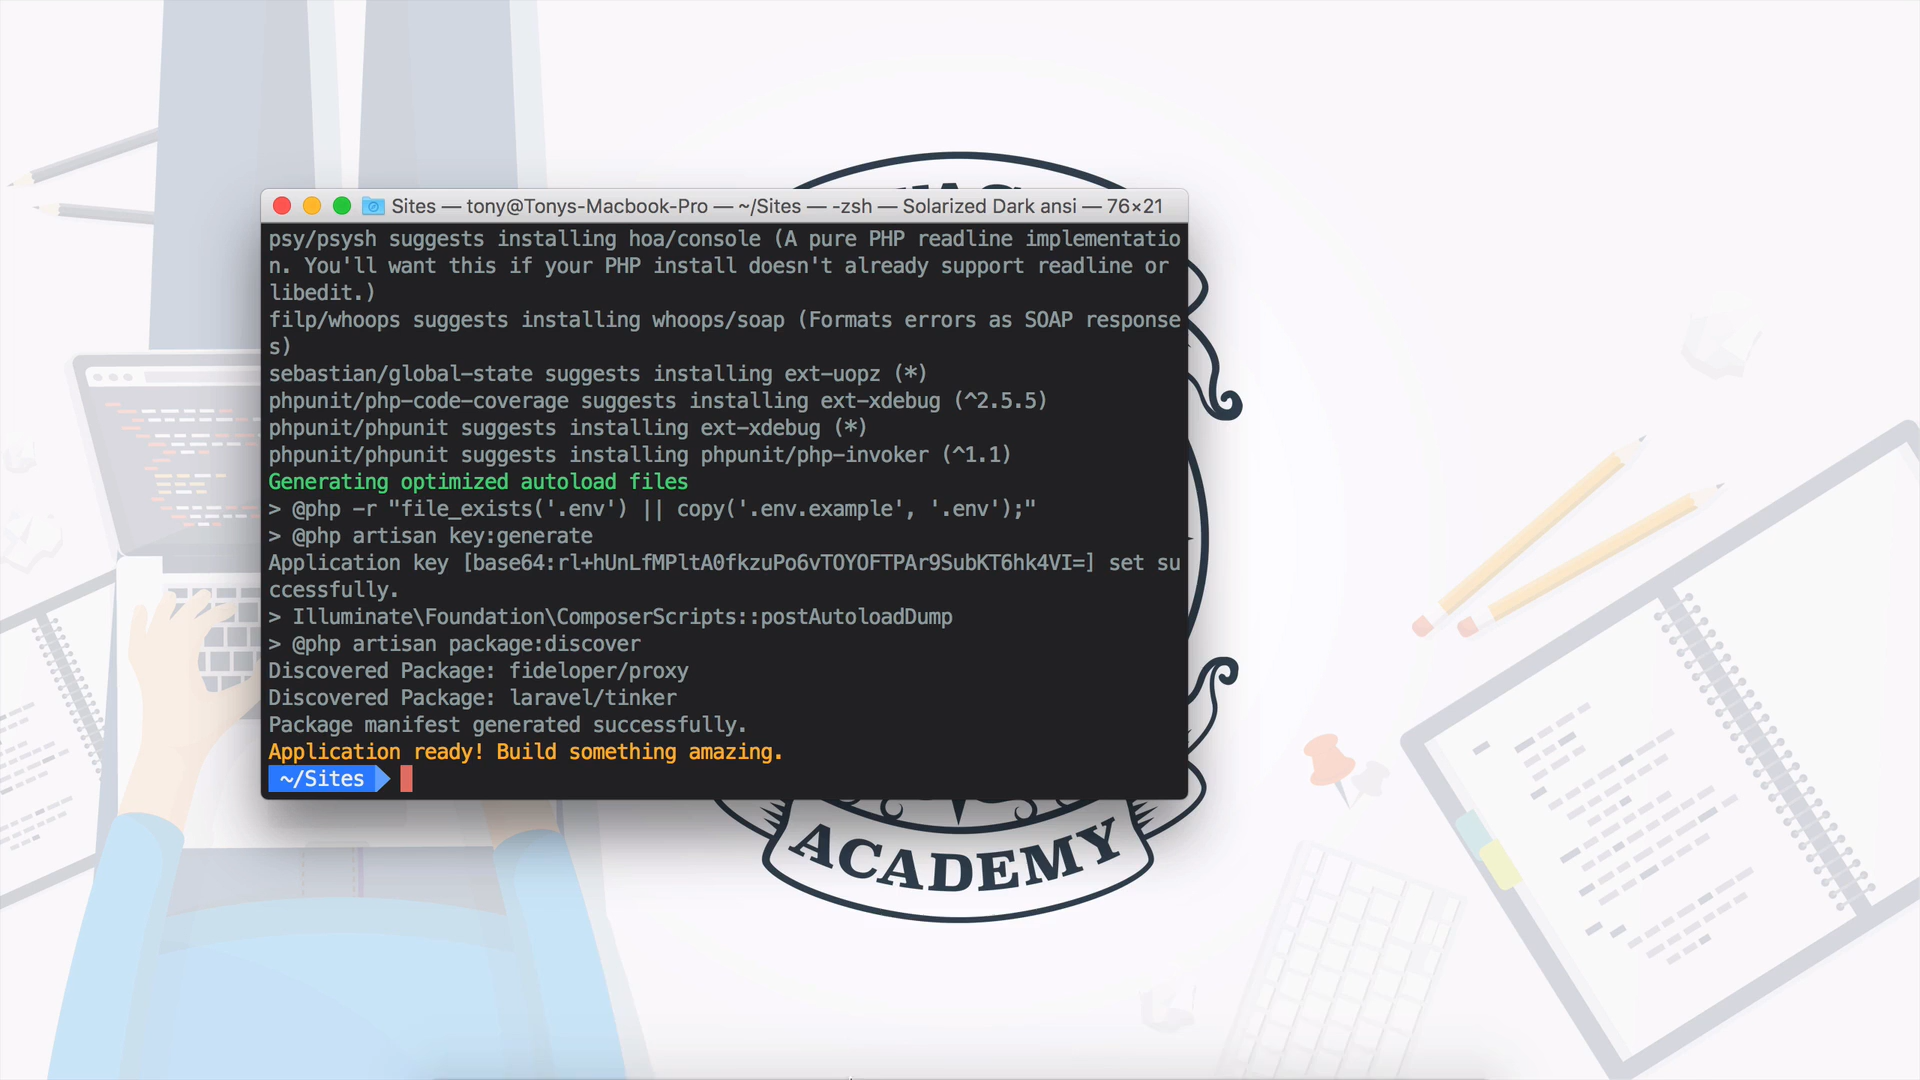 Sites — tony@Tonys-Macbook-Pro — ~/Sites — -zsh — Solarized Dark ansi — 76×21
psy/psysh suggests installing hoa/console (A pure PHP readline implementatio
n. You'll want this if your PHP install doesn't already support readline or
libedit.)
filp/whoops suggests installing whoops/soap (Formats errors as SOAP response
s)
sebastian/global-state suggests installing ext-uopz (*)
phpunit/php-code-coverage suggests installing ext-xdebug (^2.5.5)
phpunit/phpunit suggests installing ext-xdebug (*)
phpunit/phpunit suggests installing phpunit/php-invoker (^1.1)
Generating optimized autoload files
> @php -r "file_exists('.env') || copy('.env.example', '.env');"
> @php artisan key:generate
Application key [base64:rl+hUnLfMPltA0fkzuPo6vTOYOFTPAr9SubKT6hk4VI=] set su
ccessfully.
> Illuminate\Foundation\ComposerScripts::postAutoloadDump
> @php artisan package:discover
Discovered Package: fideloper/proxy
Discovered Package: laravel/tinker
Package manifest generated successfully.
Application ready! Build something amazing.
~/Sites
ACADEMY